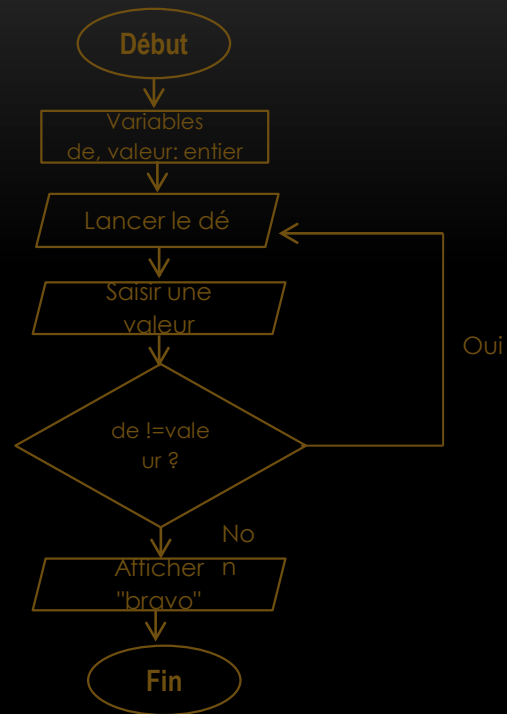 Début
Variables
de, valeur: entier
Lancer le dé
Saisir une
valeur
Oui
de !=vale
ur ?
No
n
Afficher
"bravo"
Fin